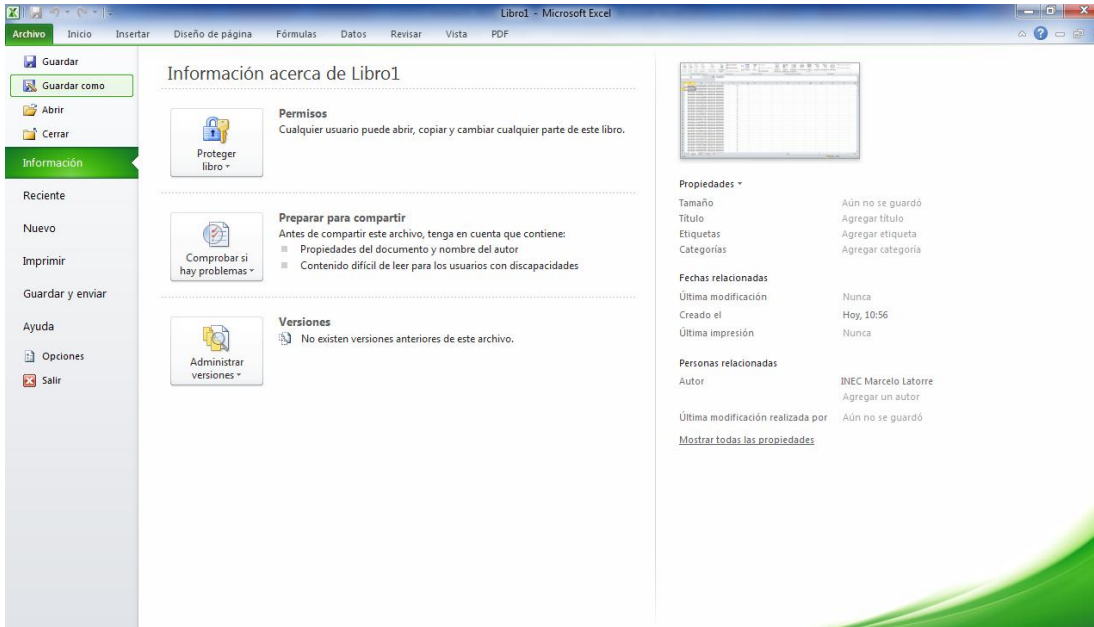 Libro1 - Microsoft Excel
Archivo Inicio Insertar Diseño de página Fórmulas Datos Revisar Vista PDF
Guardar
Guardar como
Abrir
Cerrar
Información
Reciente
Nuevo
Imprimir
Guardar y enviar
Ayuda
Opciones
Salir
Información acerca de Libro1
Proteger
libro
Permisos
Cualquier usuario puede abrir, copiar y cambiar cualquier parte de este libro.
Comprobar si
hay problemas
Preparar para compartir
Antes de compartir este archivo, tenga en cuenta que contiene:
Propiedades del documento y nombre del autor
Contenido difícil de leer para los usuarios con discapacidades
Administrar
versiones
Versiones
No existen versiones anteriores de este archivo.
Propiedades
Tamaño Aún no se guardó
Título Agregar título
Etiquetas Agregar etiqueta
Categorías Agregar categoría
Fechas relacionadas
Última modificación Nunca
Creado el Hoy, 10:56
Última impresión Nunca
Personas relacionadas
Autor INEC Marcelo Latorre
Agregar un autor
Última modificación realizada por Aún no se guardó
Mostrar todas las propiedades